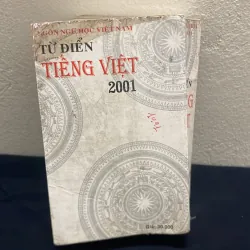 NGÔN NGỮ HỌC VIỆT NAM
TỪ ĐIỂN
TIẾNG VIỆT
2001